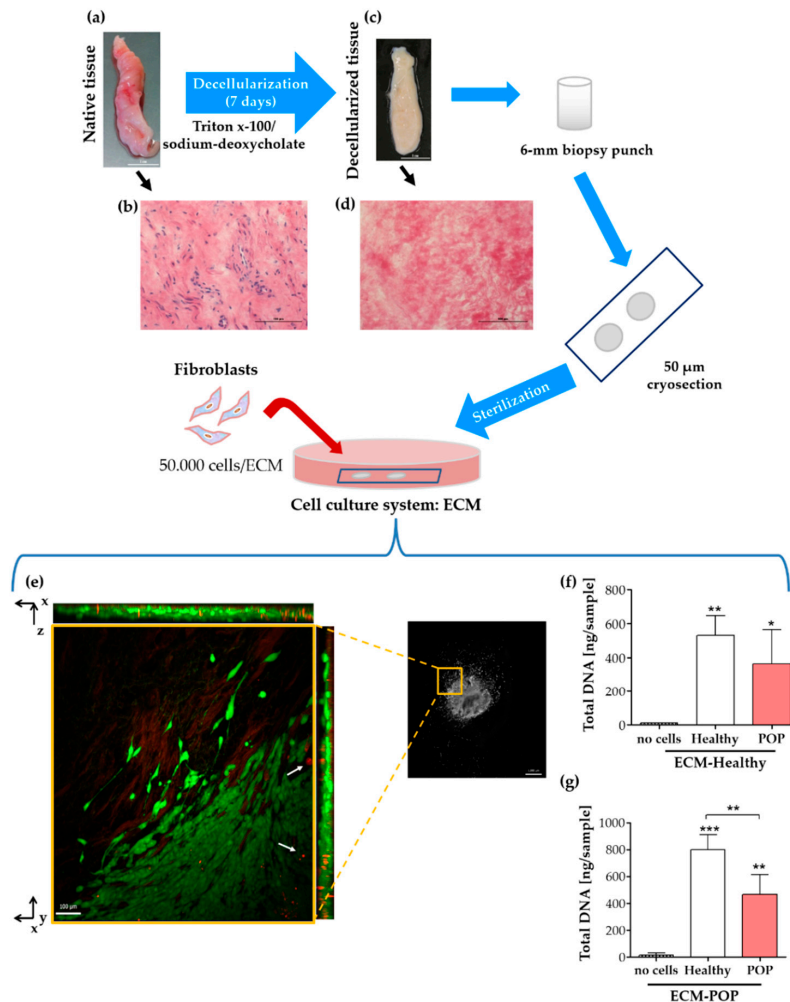 (a)
(c)
Native tissue
Decellularization
(7 days)
Triton x-100/
sodium-deoxycholate
Decellularized tissue
6-mm biopsy punch
(b)
(d)
50 μm
cryosection
Sterilization
Fibroblasts
50.000 cells/ECM
Cell culture system: ECM
(e)
x
z
100 μm
y
x
(f)
Total DNA [ng/sample]
800
600
400
200
0
**
*
no cells
Healthy
POP
ECM-Healthy
(g)
Total DNA [ng/sample]
1000
800
600
400
200
0
***
**
**
no cells
Healthy
POP
ECM-POP